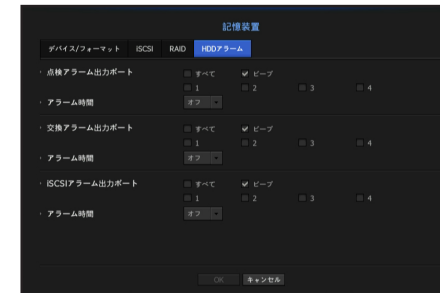 記憶装置
デバイス/フォーマット iSCSI RAID HDDアラーム
点検アラーム出力ポート すべて ビープ
1 2 3 4
アラーム時間 オフ
交換アラーム出力ポート すべて ビープ
1 2 3 4
アラーム時間 オフ
iSCSIアラーム出力ポート すべて ビープ
1 2 3 4
アラーム時間 オフ
OK キャンセル